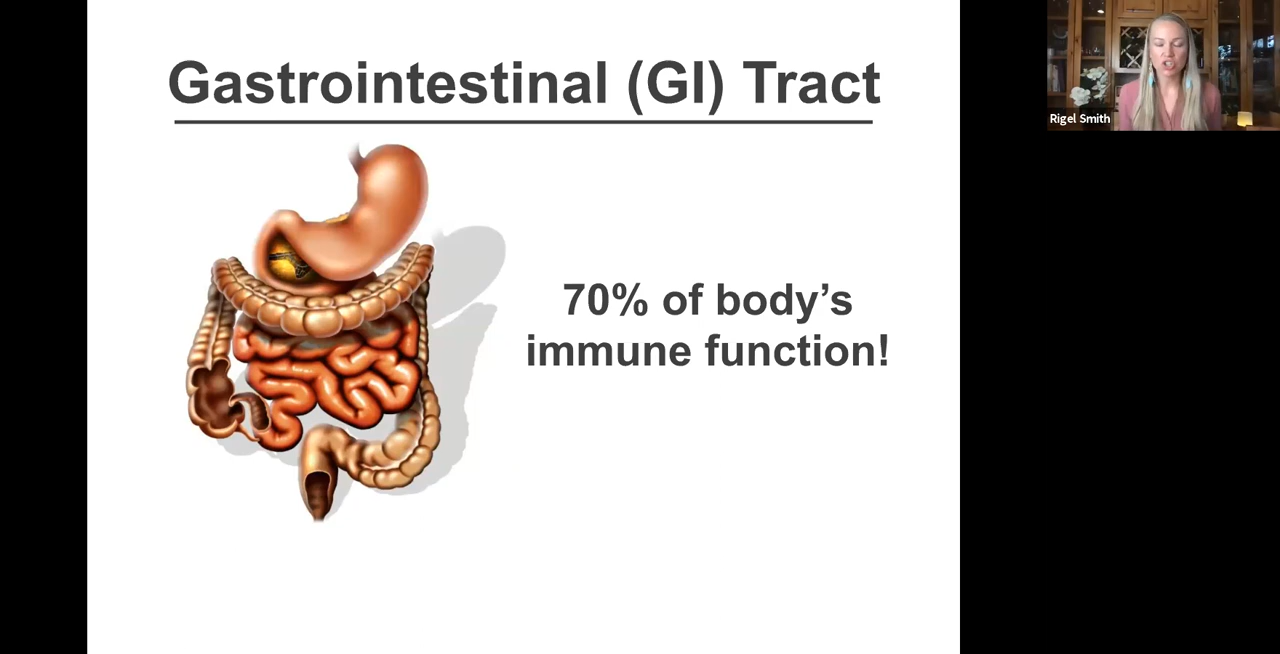 Gastrointestinal (GI) Tract
70% of body’s
immune function!
Rigel Smith